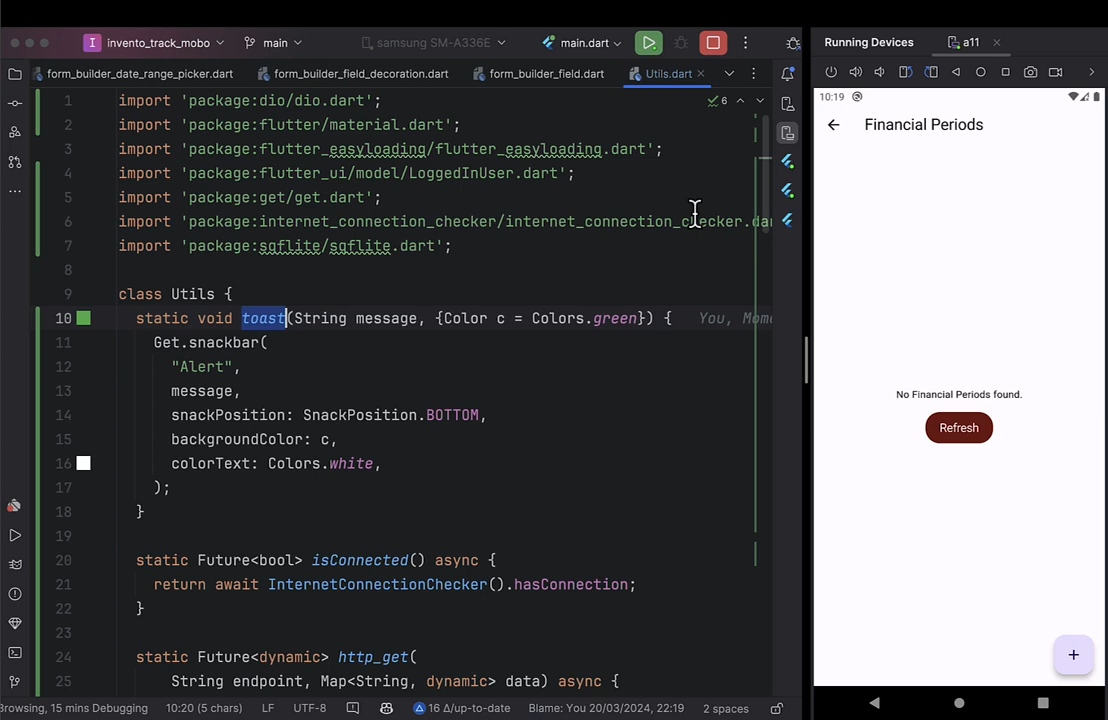 invento_track_mobo
main
samsung SM-A336E
main.dart
Running Devices
a11
form_builder_date_range_picker.dart
form_builder_field_decoration.dart
form_builder_field.dart
Utils.dart
6
1 import 'package:dio/dio.dart';
2 import 'package:flutter/material.dart';
3 import 'package:flutter_easyloading/flutter_easyloading.dart';
4 import 'package:flutter_ui/model/LoggedInUser.dart';
5 import 'package:get/get.dart';
6 import 'package:internet_connection_checker/internet_connection_checker.dar
7 import 'package:sqflite/sqflite.dart';
8
9 class Utils {
10 static void toast(String message, {Color c = Colors.green}) { You, Mome
11 Get.snackbar(
12 "Alert",
13 message,
14 snackPosition: SnackPosition.BOTTOM,
15 backgroundColor: c,
16 colorText: Colors.white,
17 );
18 }
19
20 static Future<bool> isConnected() async {
21 return await InternetConnectionChecker().hasConnection;
22 }
23
24 static Future<dynamic> http_get(
25 String endpoint, Map<String, dynamic> data) async {
Browsing, 15 mins Debugging
10:20 (5 chars)
LF
UTF-8
16 Δ/up-to-date
Blame: You 20/03/2024, 22:19
2 spaces
10:19
Financial Periods
No Financial Periods found.
Refresh
+